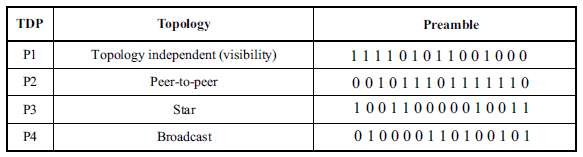 TDP Topology Preamble
P1 Topology independent (visibility) 1 1 1 1 0 1 0 1 1 0 0 1 0 0 0
P2 Peer-to-peer 0 0 1 0 1 1 1 0 1 1 1 1 1 1 0
P3 Star 1 0 0 1 1 0 0 0 0 0 1 0 0 1 1
P4 Broadcast 0 1 0 0 0 0 1 1 0 1 0 0 1 0 1